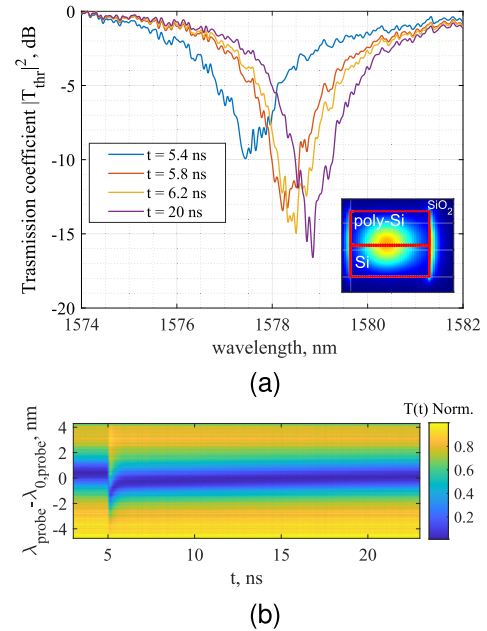 0
-5
-10
-15
-20
Trasmission coefficient |T_thr|², dB
t = 5.4 ns
t = 5.8 ns
t = 6.2 ns
t = 20 ns
SiO₂
poly-Si
Si
1574 1576 1578 1580 1582
wavelength, nm
(a)
T(t) Norm.
4
2
0
-2
-4
λ_probe-λ_0,probe, nm
0.8
0.6
0.4
0.2
5 10 15 20
t, ns
(b)